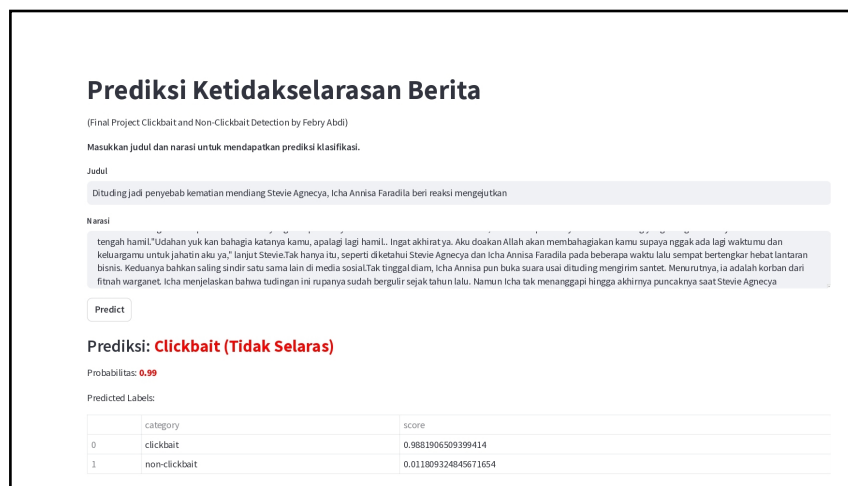 Prediksi Ketidakselarasan Berita
(Final Project Clickbait and Non-Clickbait Detection by Febry Abdi)
Masukkan judul dan narasi untuk mendapatkan prediksi klasifikasi.
Judul
Dituding jadi penyebab kematian mendiang Stevie Agnecya, Icha Annisa Faradila beri reaksi mengejutkan
Narasi
tengah hamil."Udahan yuk kan bahagia katanya kamu, apalagi lagi hamil.. Ingat akhirat ya. Aku doakan Allah akan membahagiakan kamu supaya nggak ada lagi waktumu dan
keluargamu untuk jahatin aku ya," lanjut Stevie.Tak hanya itu, seperti diketahui Stevie Agnecya dan Icha Annisa Faradila pada beberapa waktu lalu sempat bertengkar hebat lantaran
bisnis. Keduanya bahkan saling sindir satu sama lain di media sosial.Tak tinggal diam, Icha Annisa pun buka suara usai dituding mengirim santet. Menurutnya, ia adalah korban dari
fitnah warganet. Icha menjelaskan bahwa tudingan ini rupanya sudah bergulir sejak tahun lalu. Namun Icha tak menanggapi hingga akhirnya puncaknya saat Stevie Agnecya
Predict
Prediksi: Clickbait (Tidak Selaras)
Probabilitas: 0.99
Predicted Labels:
category score
0 clickbait 0.9881906509399414
1 non-clickbait 0.011809324845671654